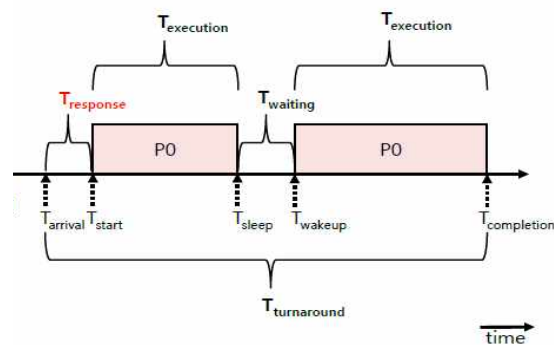 Texecution Texecution
Tresponse Twaiting
P0 P0
Tarrival Tstart Tsleep Twakeup Tcompletion
Tturnaround
time